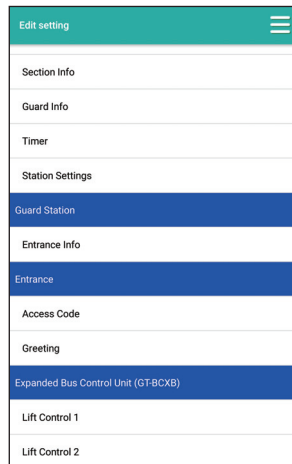 Edit setting
Section Info
Guard Info
Timer
Station Settings
Guard Station
Entrance Info
Entrance
Access Code
Greeting
Expanded Bus Control Unit (GT-BCXB)
Lift Control 1
Lift Control 2